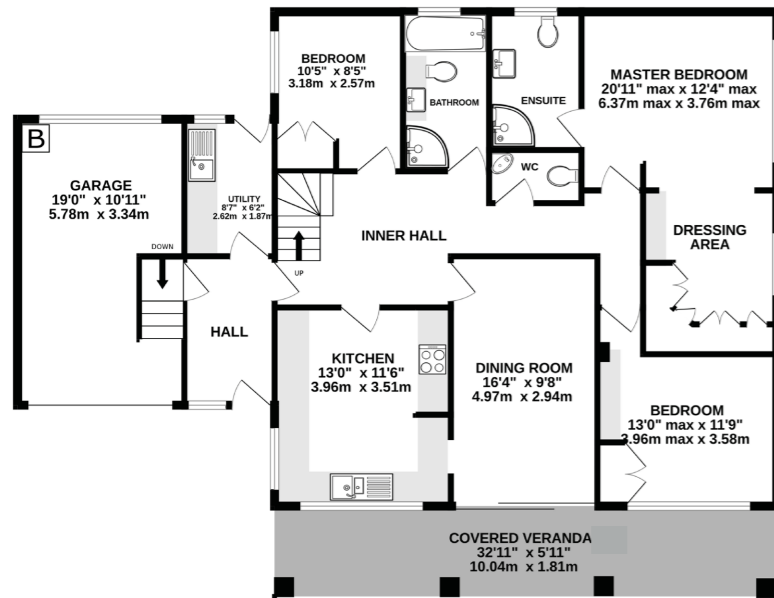 BEDROOM
10'5" x 8'5"
3.18m x 2.57m
BATHROOM
ENSUITE
MASTER BEDROOM
20'11" max x 12'4" max
6.37m max x 3.76m max
B
GARAGE
19'0" x 10'11"
5.78m x 3.34m
DOWN
UTILITY
8'7" x 6'2"
2.62m x 1.87m
WC
INNER HALL
UP
DRESSING
AREA
HALL
KITCHEN
13'0" x 11'6"
3.96m x 3.51m
DINING ROOM
16'4" x 9'8"
4.97m x 2.94m
BEDROOM
13'0" max x 11'9"
3.96m max x 3.58m
COVERED VERANDA
32'11" x 5'11"
10.04m x 1.81m